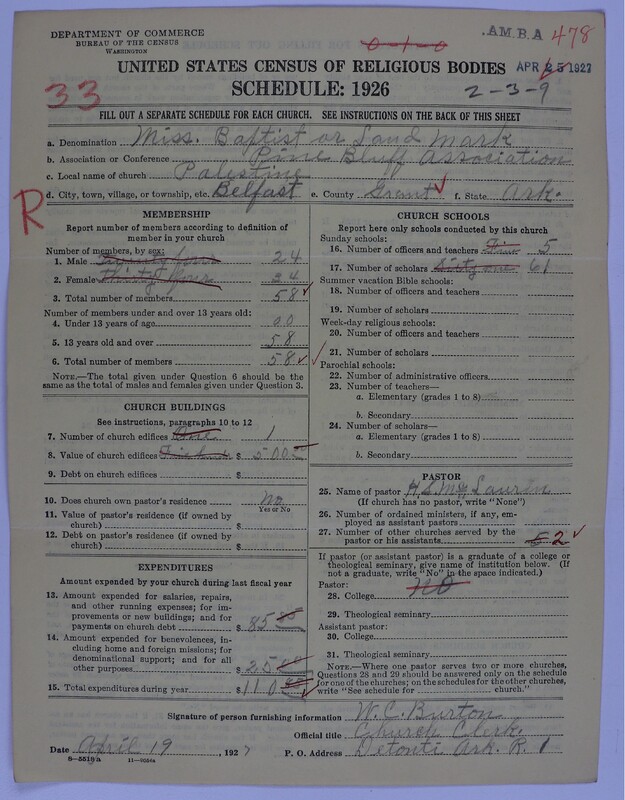 DEPARTMENT OF COMMERCE
BUREAU OF THE CENSUS
WASHINGTON
0-1-0
A.M.B.A 478
UNITED STATES CENSUS OF RELIGIOUS BODIES
APR 25 1927
SCHEDULE: 1926
33
2-3-9
FILL OUT A SEPARATE SCHEDULE FOR EACH CHURCH. SEE INSTRUCTIONS ON THE BACK OF THIS SHEET
a. Denomination Miss. Baptist or Land Mark
b. Association or Conference Pine Bluff Association
c. Local name of church Palestine
R
d. City, town, village, or township, etc. Belfast e. County Grant f. State Ark.
MEMBERSHIP
Report number of members according to definition of
member in your church
Number of members, by sex:
1. Male Twenty four 24
2. Female Thirty four 34
3. Total number of members 58
Number of members under and over 13 years old:
4. Under 13 years of age 00
5. 13 years old and over 58
6. Total number of members 58
NOTE.—The total given under Question 6 should be the
same as the total of males and females given under Question 3.
CHURCH BUILDINGS
See instructions, paragraphs 10 to 12
7. Number of church edifices One 1
8. Value of church edifices $ 500
9. Debt on church edifices $
10. Does church own pastor's residence No
Yes or No
11. Value of pastor's residence (if owned by
church) $
12. Debt on pastor's residence (if owned by
church) $
EXPENDITURES
Amount expended by your church during last fiscal year
13. Amount expended for salaries, repairs,
and other running expenses; for im-
provements or new buildings; and for
payments on church debt $ 85
14. Amount expended for benevolences, in-
cluding home and foreign missions; for
denominational support; and for all
other purposes $ 25
15. Total expenditures during year $ 110
CHURCH SCHOOLS
Report here only schools conducted by this church
Sunday schools:
16. Number of officers and teachers Five 5
17. Number of scholars Sixty one 61
Summer vacation Bible schools:
18. Number of officers and teachers
19. Number of scholars
Week-day religious schools:
20. Number of officers and teachers
21. Number of scholars
Parochial schools:
22. Number of administrative officers
23. Number of teachers—
a. Elementary (grades 1 to 8)
b. Secondary
24. Number of scholars—
a. Elementary (grades 1 to 8)
b. Secondary
PASTOR
25. Name of pastor
(If church has no pastor, write "None")
26. Number of ordained ministers, if any, em-
ployed as assistant pastors
27. Number of other churches served by the
pastor or his assistants 2
If pastor (or assistant pastor) is a graduate of a college or
theological seminary, give name of institution below. (If
not a graduate, write "No" in the space indicated.)
Pastor:
28. College NO
29. Theological seminary
Assistant pastor:
30. College
31. Theological seminary
NOTE.—Where one pastor serves two or more churches,
Questions 28 and 29 should be answered only on the schedule
for one of the churches; on the schedules for the other churches,
write "See schedule for church."
Signature of person furnishing information W. C. Burton
Official title Church Clerk.
Date April 19, 1927 P. O. Address Detonti Ark. R. 1